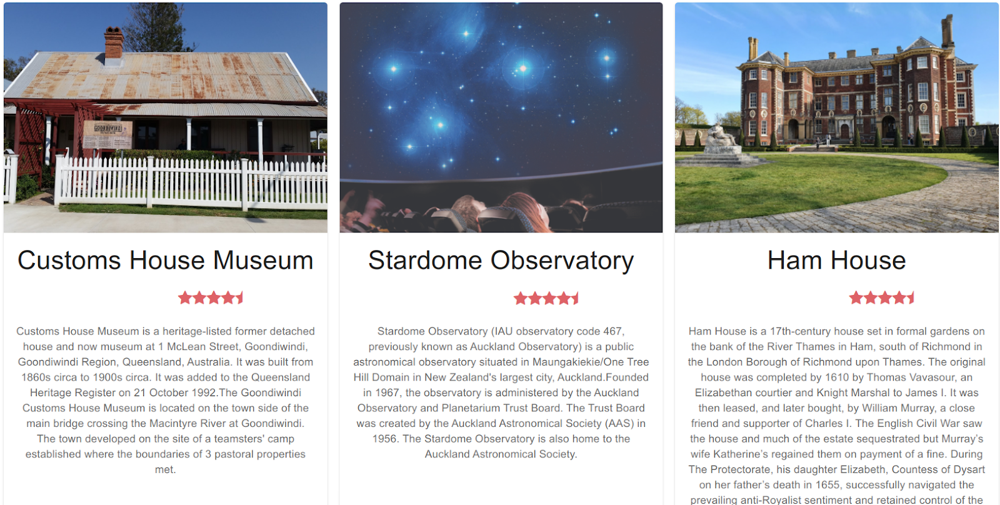 GOONDIWINDI
Customs House Museum
Customs House Museum is a heritage-listed former detached
house and now museum at 1 McLean Street, Goondiwindi,
Goondiwindi Region, Queensland, Australia. It was built from
1860s circa to 1900s circa. It was added to the Queensland
Heritage Register on 21 October 1992.The Goondiwindi
Customs House Museum is located on the town side of the
main bridge crossing the Macintyre River at Goondiwindi.
The town developed on the site of a teamsters' camp
established where the boundaries of 3 pastoral properties
met.
Stardome Observatory
Stardome Observatory (IAU observatory code 467,
previously known as Auckland Observatory) is a public
astronomical observatory situated in Maungakiekie/One Tree
Hill Domain in New Zealand's largest city, Auckland.Founded
in 1967, the observatory is administered by the Auckland
Observatory and Planetarium Trust Board. The Trust Board
was created by the Auckland Astronomical Society (AAS) in
1956. The Stardome Observatory is also home to the
Auckland Astronomical Society.
Ham House
Ham House is a 17th-century house set in formal gardens on
the bank of the River Thames in Ham, south of Richmond in
the London Borough of Richmond upon Thames. The original
house was completed by 1610 by Thomas Vavasour, an
Elizabethan courtier and Knight Marshal to James I. It was
then leased, and later bought, by William Murray, a close
friend and supporter of Charles I. The English Civil War saw
the house and much of the estate sequestrated but Murray’s
wife Katherine’s regained them on payment of a fine. During
The Protectorate, his daughter Elizabeth, Countess of Dysart
on her father’s death in 1655, successfully navigated the
prevailing anti-Royalist sentiment and retained control of the